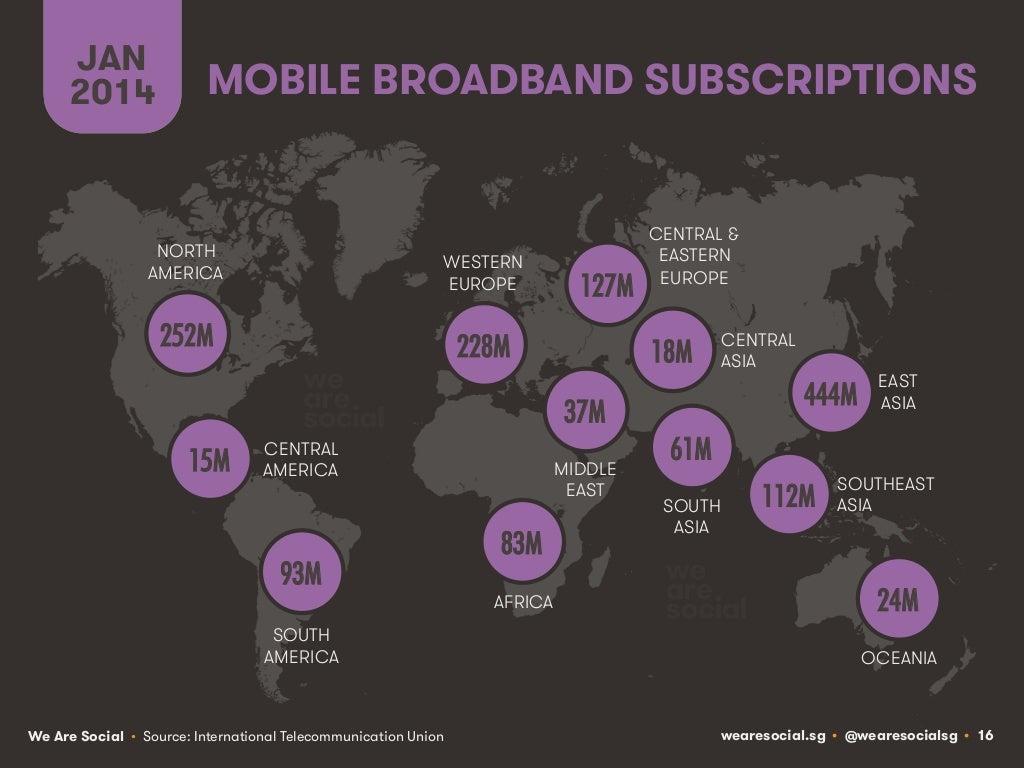 JAN
2014
MOBILE BROADBAND SUBSCRIPTIONS
NORTH
AMERICA
252M
WESTERN
EUROPE
228M
CENTRAL &
EASTERN
EUROPE
127M
18M
CENTRAL
ASIA
444M
EAST
ASIA
we
are
social
37M
MIDDLE
EAST
15M
CENTRAL
AMERICA
61M
SOUTH
ASIA
112M
SOUTHEAST
ASIA
83M
AFRICA
93M
SOUTH
AMERICA
we
are
social
24M
OCEANIA
We Are Social • Source: International Telecommunication Union
wearesocial.sg • @wearesocialsg • 16